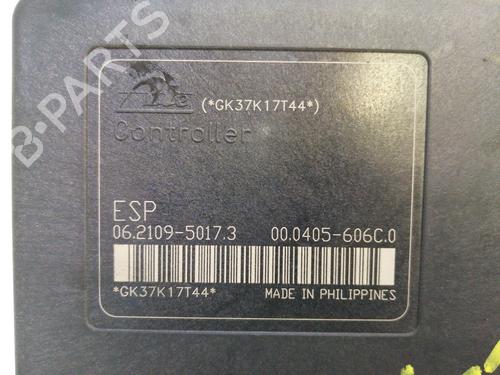 B-PARTS
(*GK37K17T44*)
Controller
ESP
06.2109-5017.3 00.0405-606C.0
*GK37K17T44* MADE IN PHILIPPINES